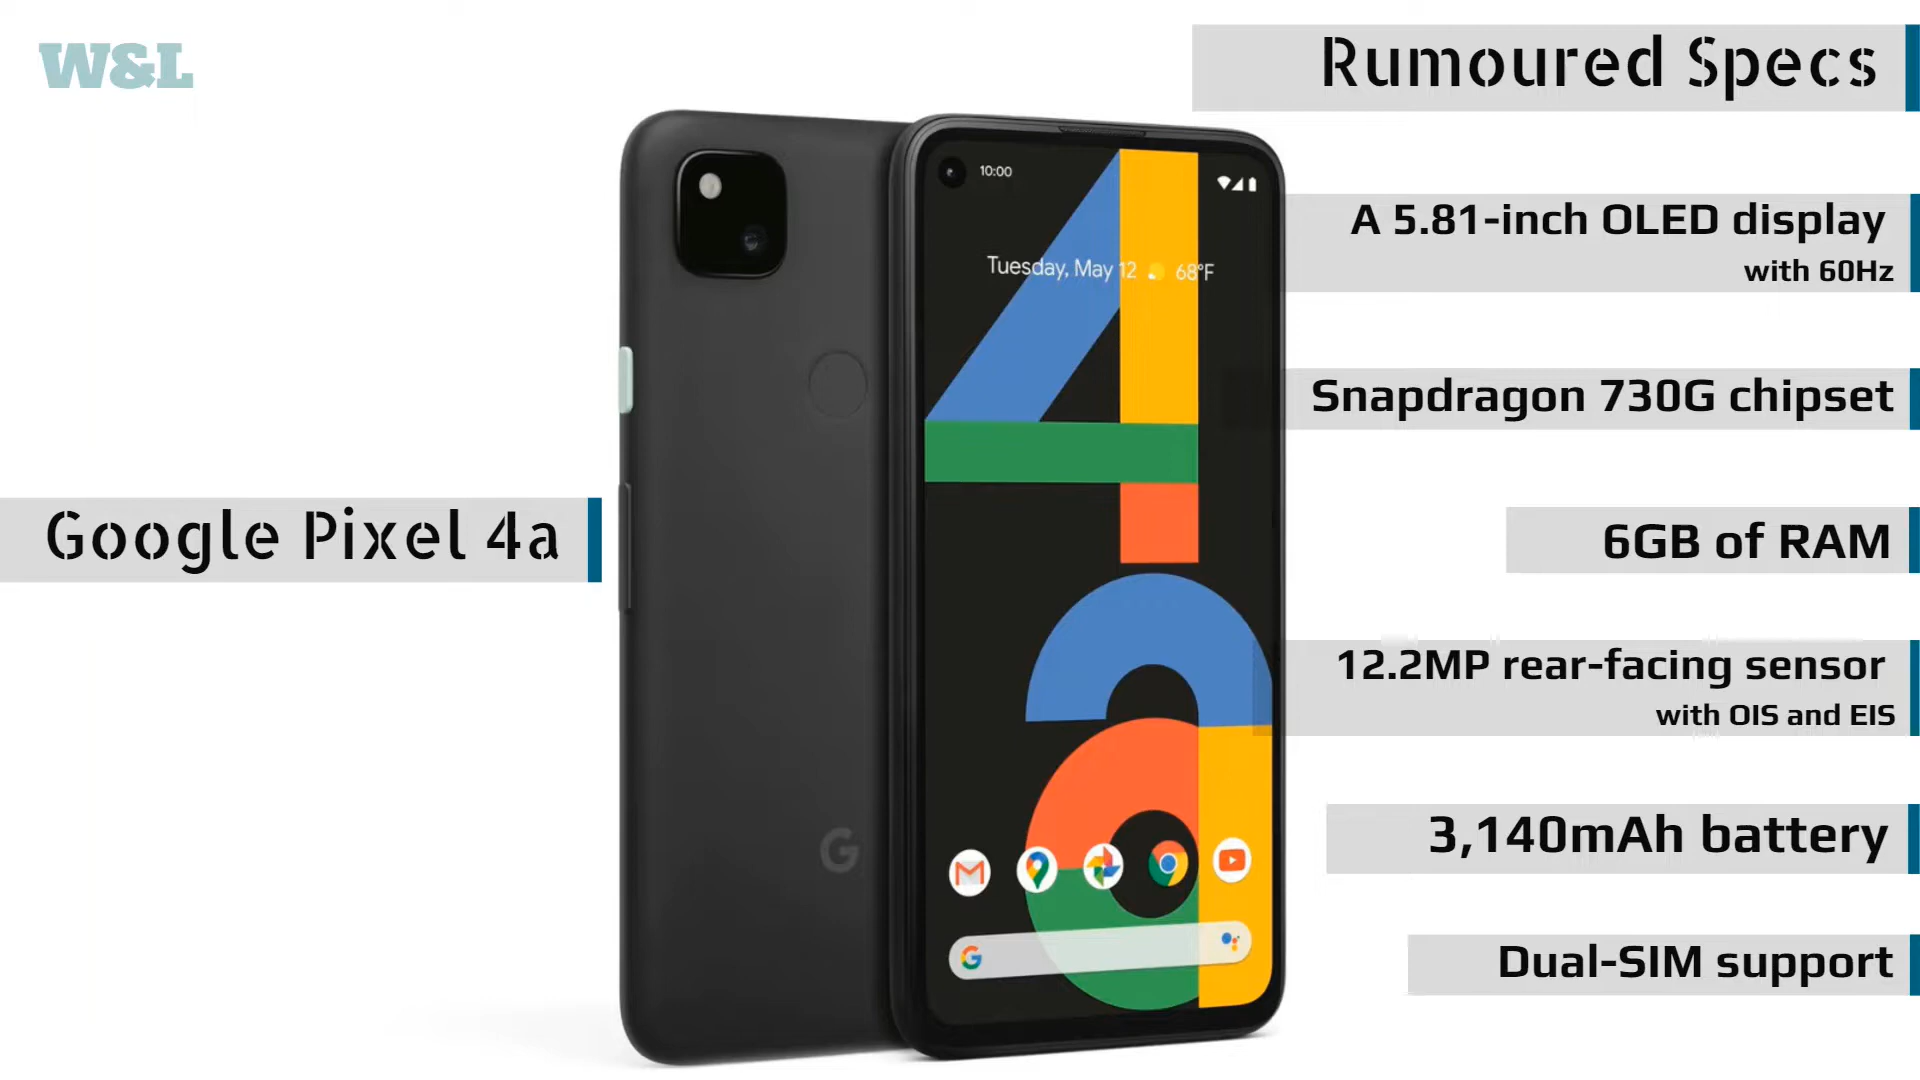 W&L
Rumoured Specs
10:00
Tuesday, May 12 68°F
A 5.81-inch OLED display
with 60Hz
Snapdragon 730G chipset
Google Pixel 4a
6GB of RAM
12.2MP rear-facing sensor
with OIS and EIS
3,140mAh battery
Dual-SIM support